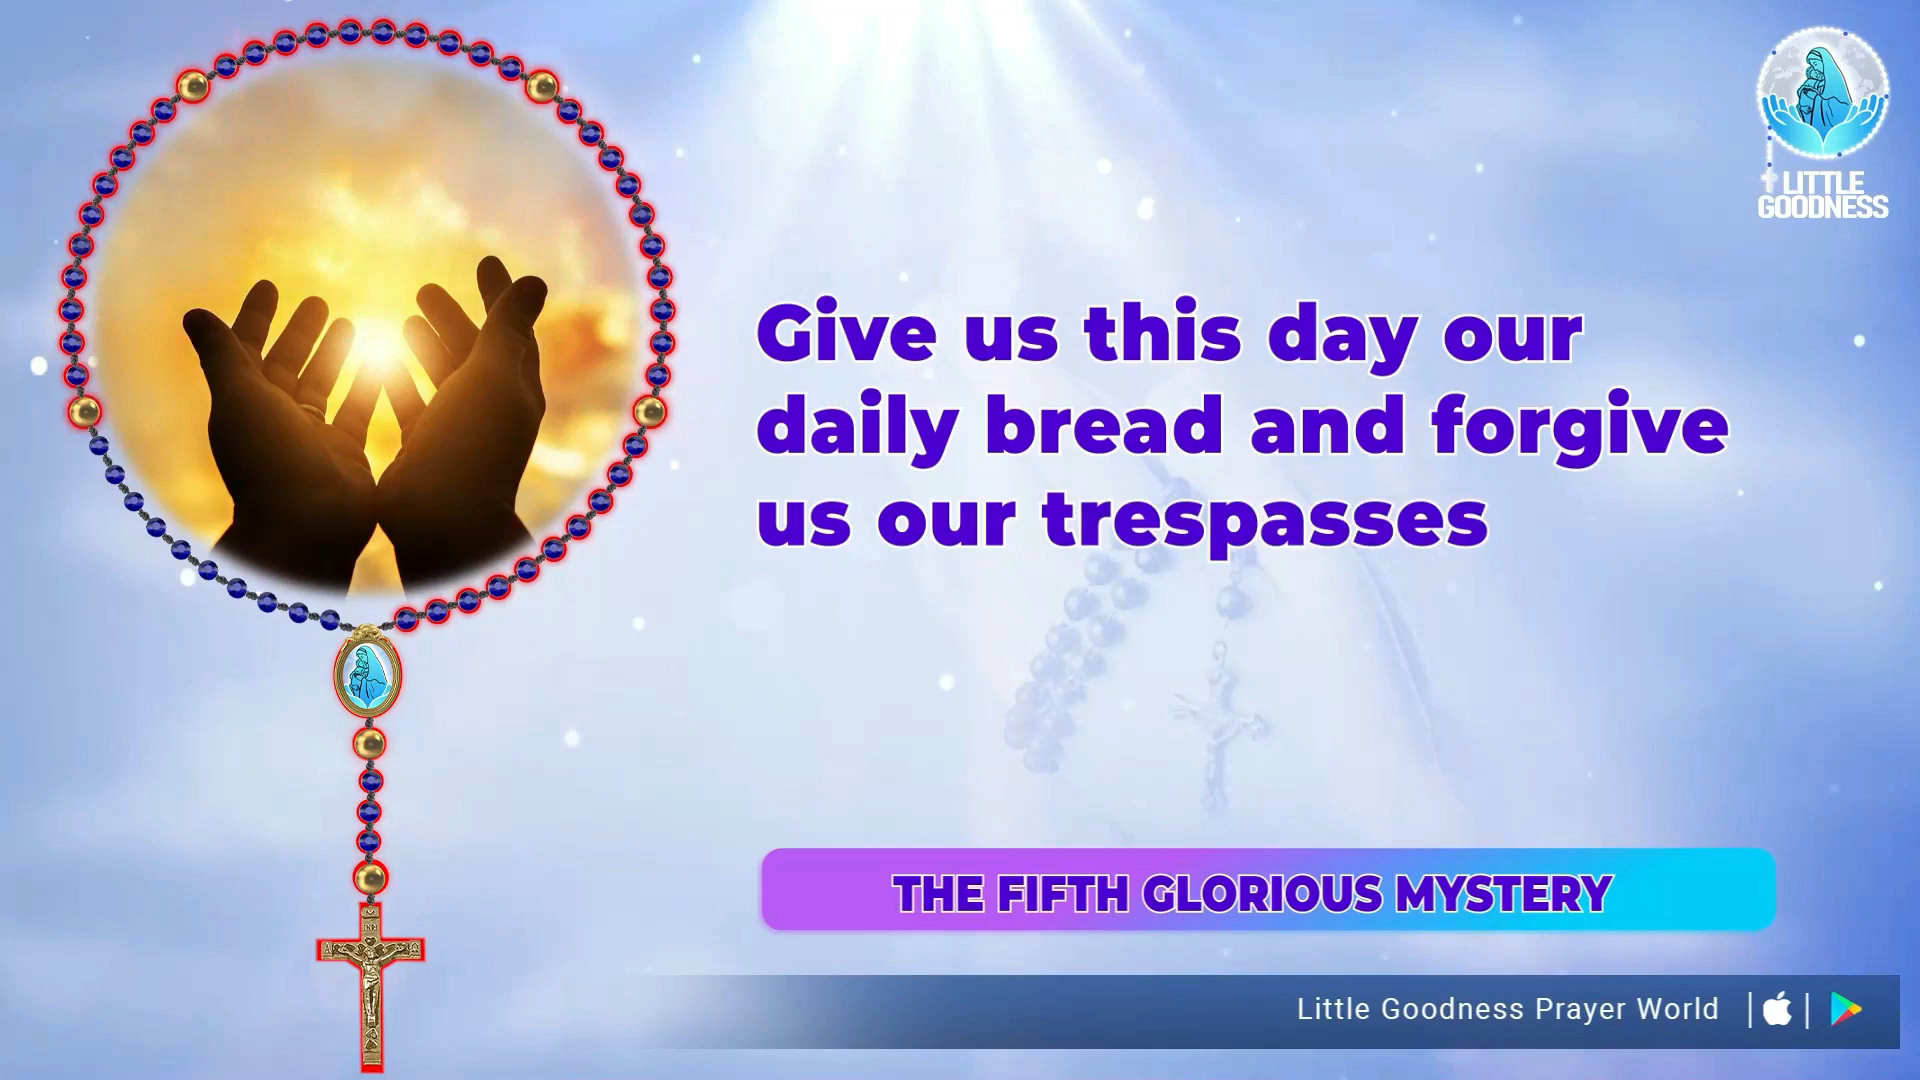 LITTLE
GOODNESS
Give us this day our
daily bread and forgive
us our trespasses
THE FIFTH GLORIOUS MYSTERY
INRI
Little Goodness Prayer World